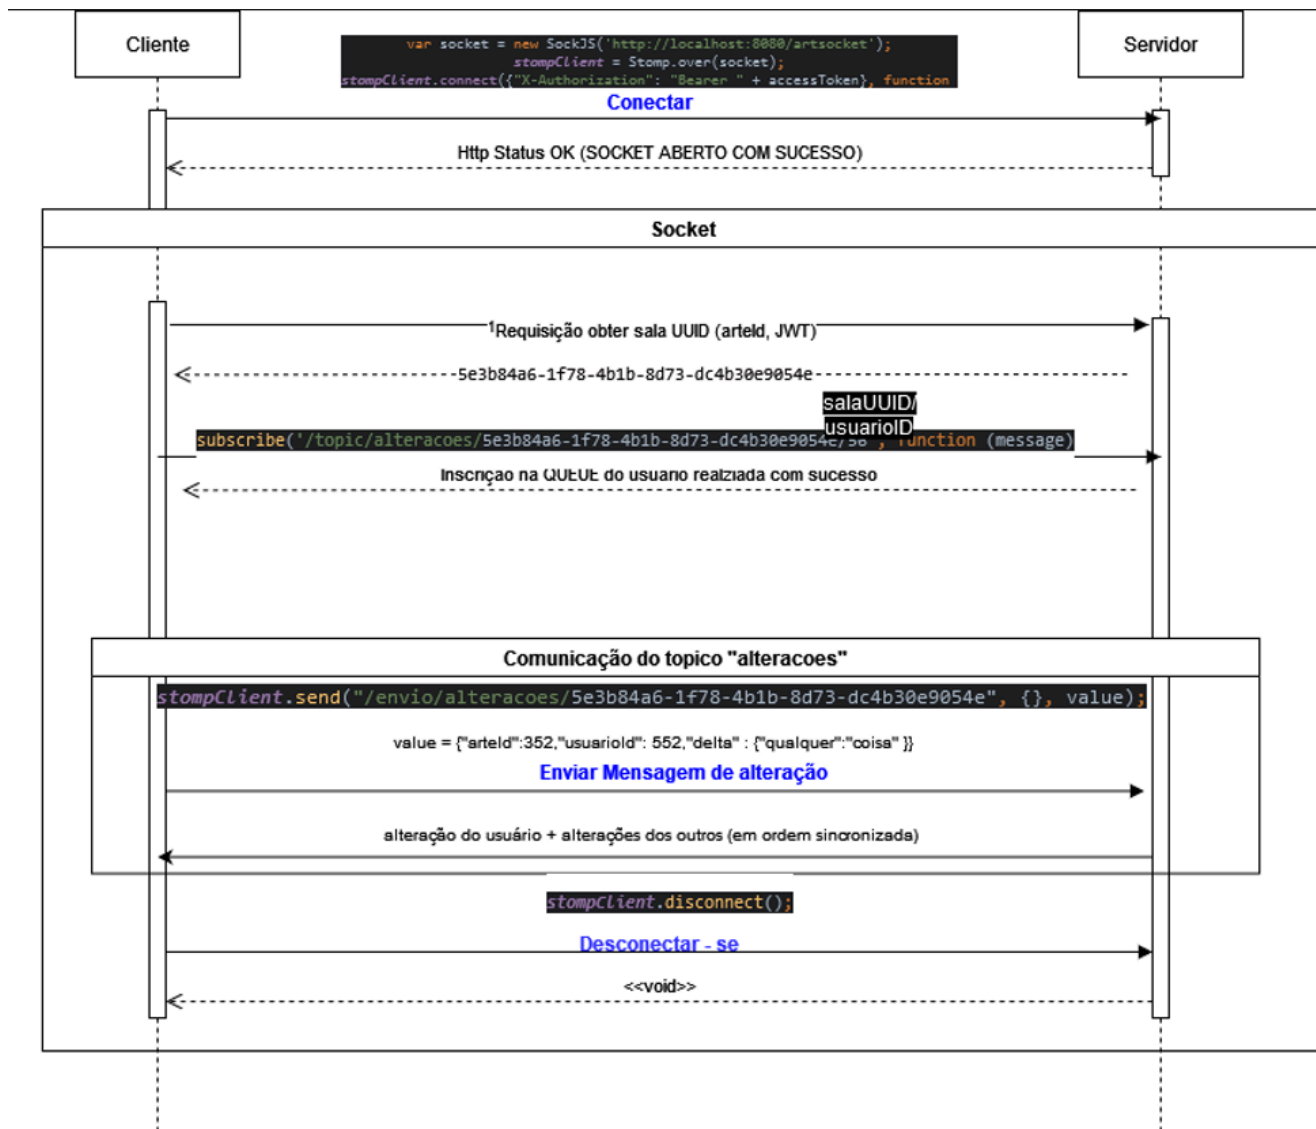 Cliente
Servidor
var socket = new SockJS('http://localhost:8080/artsocket');
stompClient = Stomp.over(socket);
stompClient.connect({"X-Authorization": "Bearer " + accessToken}, function
Conectar
Http Status OK (SOCKET ABERTO COM SUCESSO)
Socket
¹Requisição obter sala UUID (arteId, JWT)
5e3b84a6-1f78-4b1b-8d73-dc4b30e9054e
salaUUID/
usuarioID
subscribe('/topic/alteracoes/5e3b84a6-1f78-4b1b-8d73-dc4b30e9054e/56', function (message)
Inscrição na QUEUE do usuario realziada com sucesso
Comunicação do topico "alteracoes"
stompClient.send("/envio/alteracoes/5e3b84a6-1f78-4b1b-8d73-dc4b30e9054e", {}, value);
value = {"arteId":352,"usuarioId": 552,"delta" : {"qualquer":"coisa" }}
Enviar Mensagem de alteração
alteração do usuário + alterações dos outros (em ordem sincronizada)
stompClient.disconnect();
Desconectar - se
<<void>>